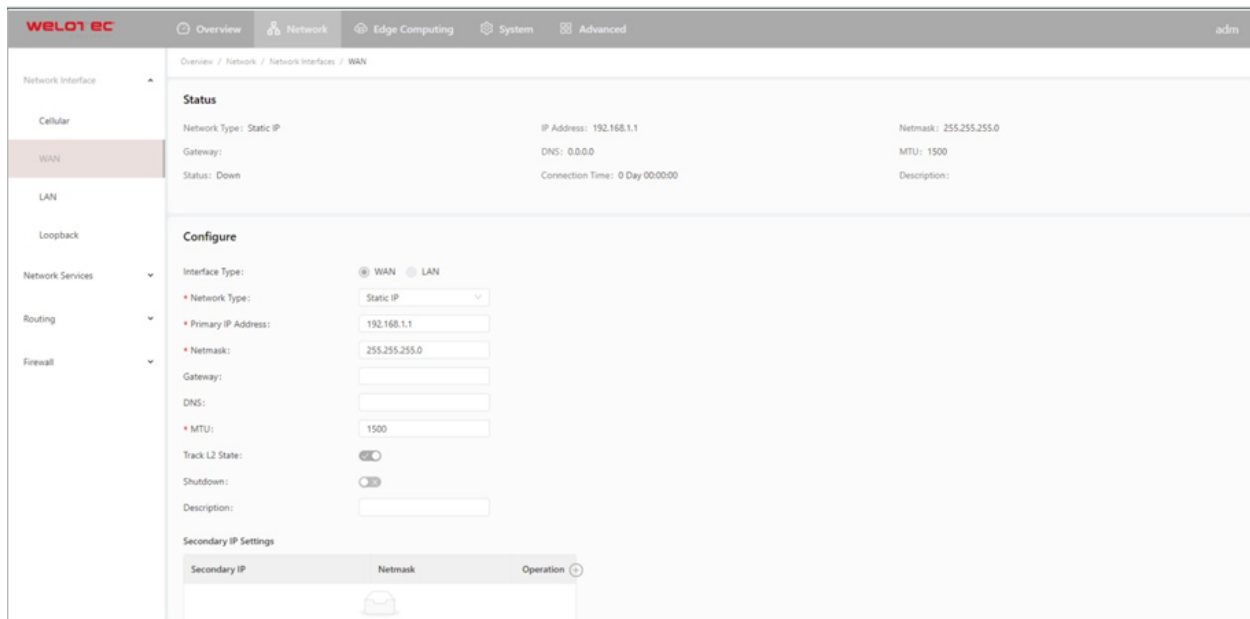 WELOTEC
Overview Network Edge Computing System Advanced adm
Overview / Network / Network Interfaces / WAN
Network Interface
Cellular
WAN
LAN
Loopback
Network Services
Routing
Firewall
Status
Network Type: Static IP IP Address: 192.168.1.1 Netmask: 255.255.255.0
Gateway: DNS: 0.0.0.0 MTU: 1500
Status: Down Connection Time: 0 Day 00:00:00 Description:
Configure
Interface Type: WAN LAN
* Network Type: Static IP
* Primary IP Address: 192.168.1.1
* Netmask: 255.255.255.0
Gateway:
DNS:
* MTU: 1500
Track L2 State:
Shutdown:
Description:
Secondary IP Settings
Secondary IP Netmask Operation